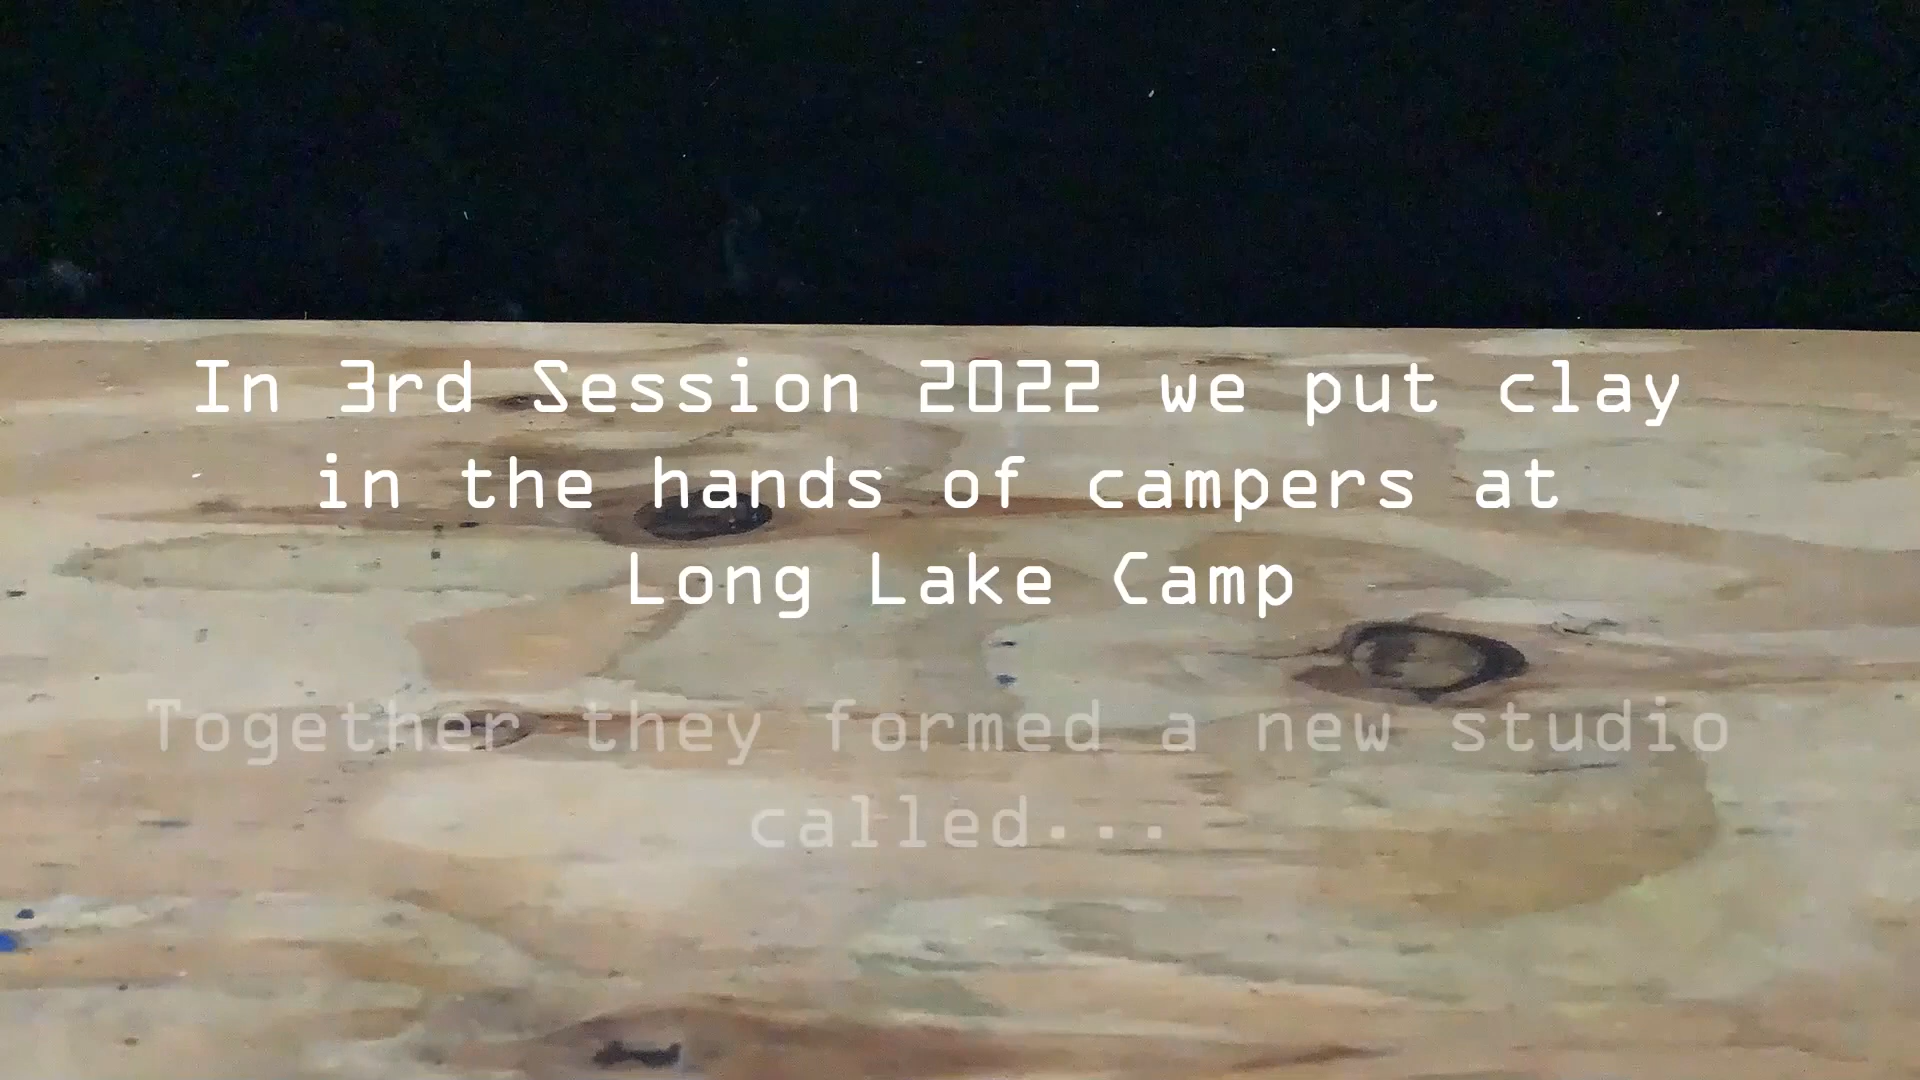 In 3rd Session 2022 we put clay
in the hands of campers at
Long Lake Camp
Together they formed a new studio
called...